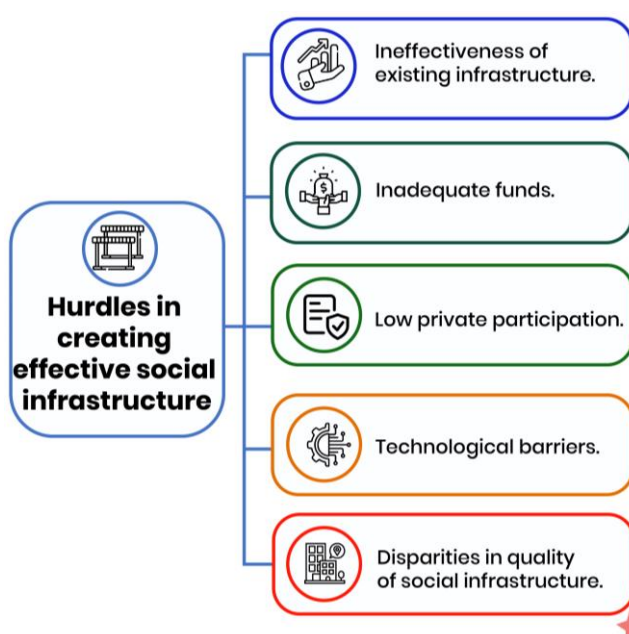 Hurdles in
creating
effective social
infrastructure
Ineffectiveness of
existing infrastructure.
Inadequate funds.
Low private participation.
Technological barriers.
Disparities in quality
of social infrastructure.